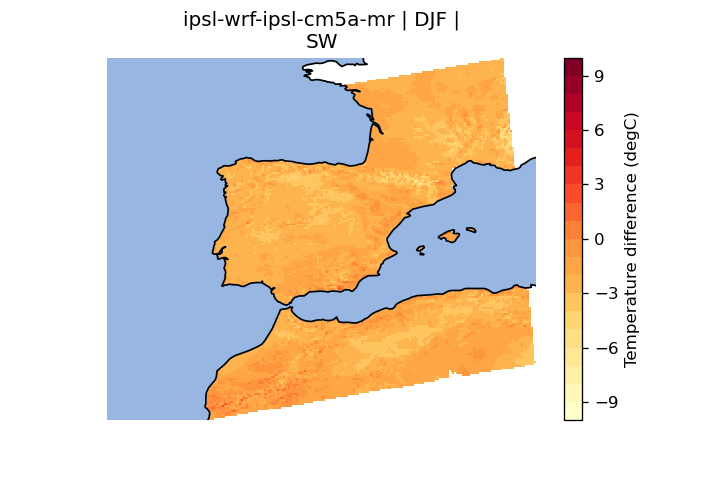 ipsl-wrf-ipsl-cm5a-mr | DJF |
SW
9
6
3
0
−3
−6
−9
Temperature difference (degC)